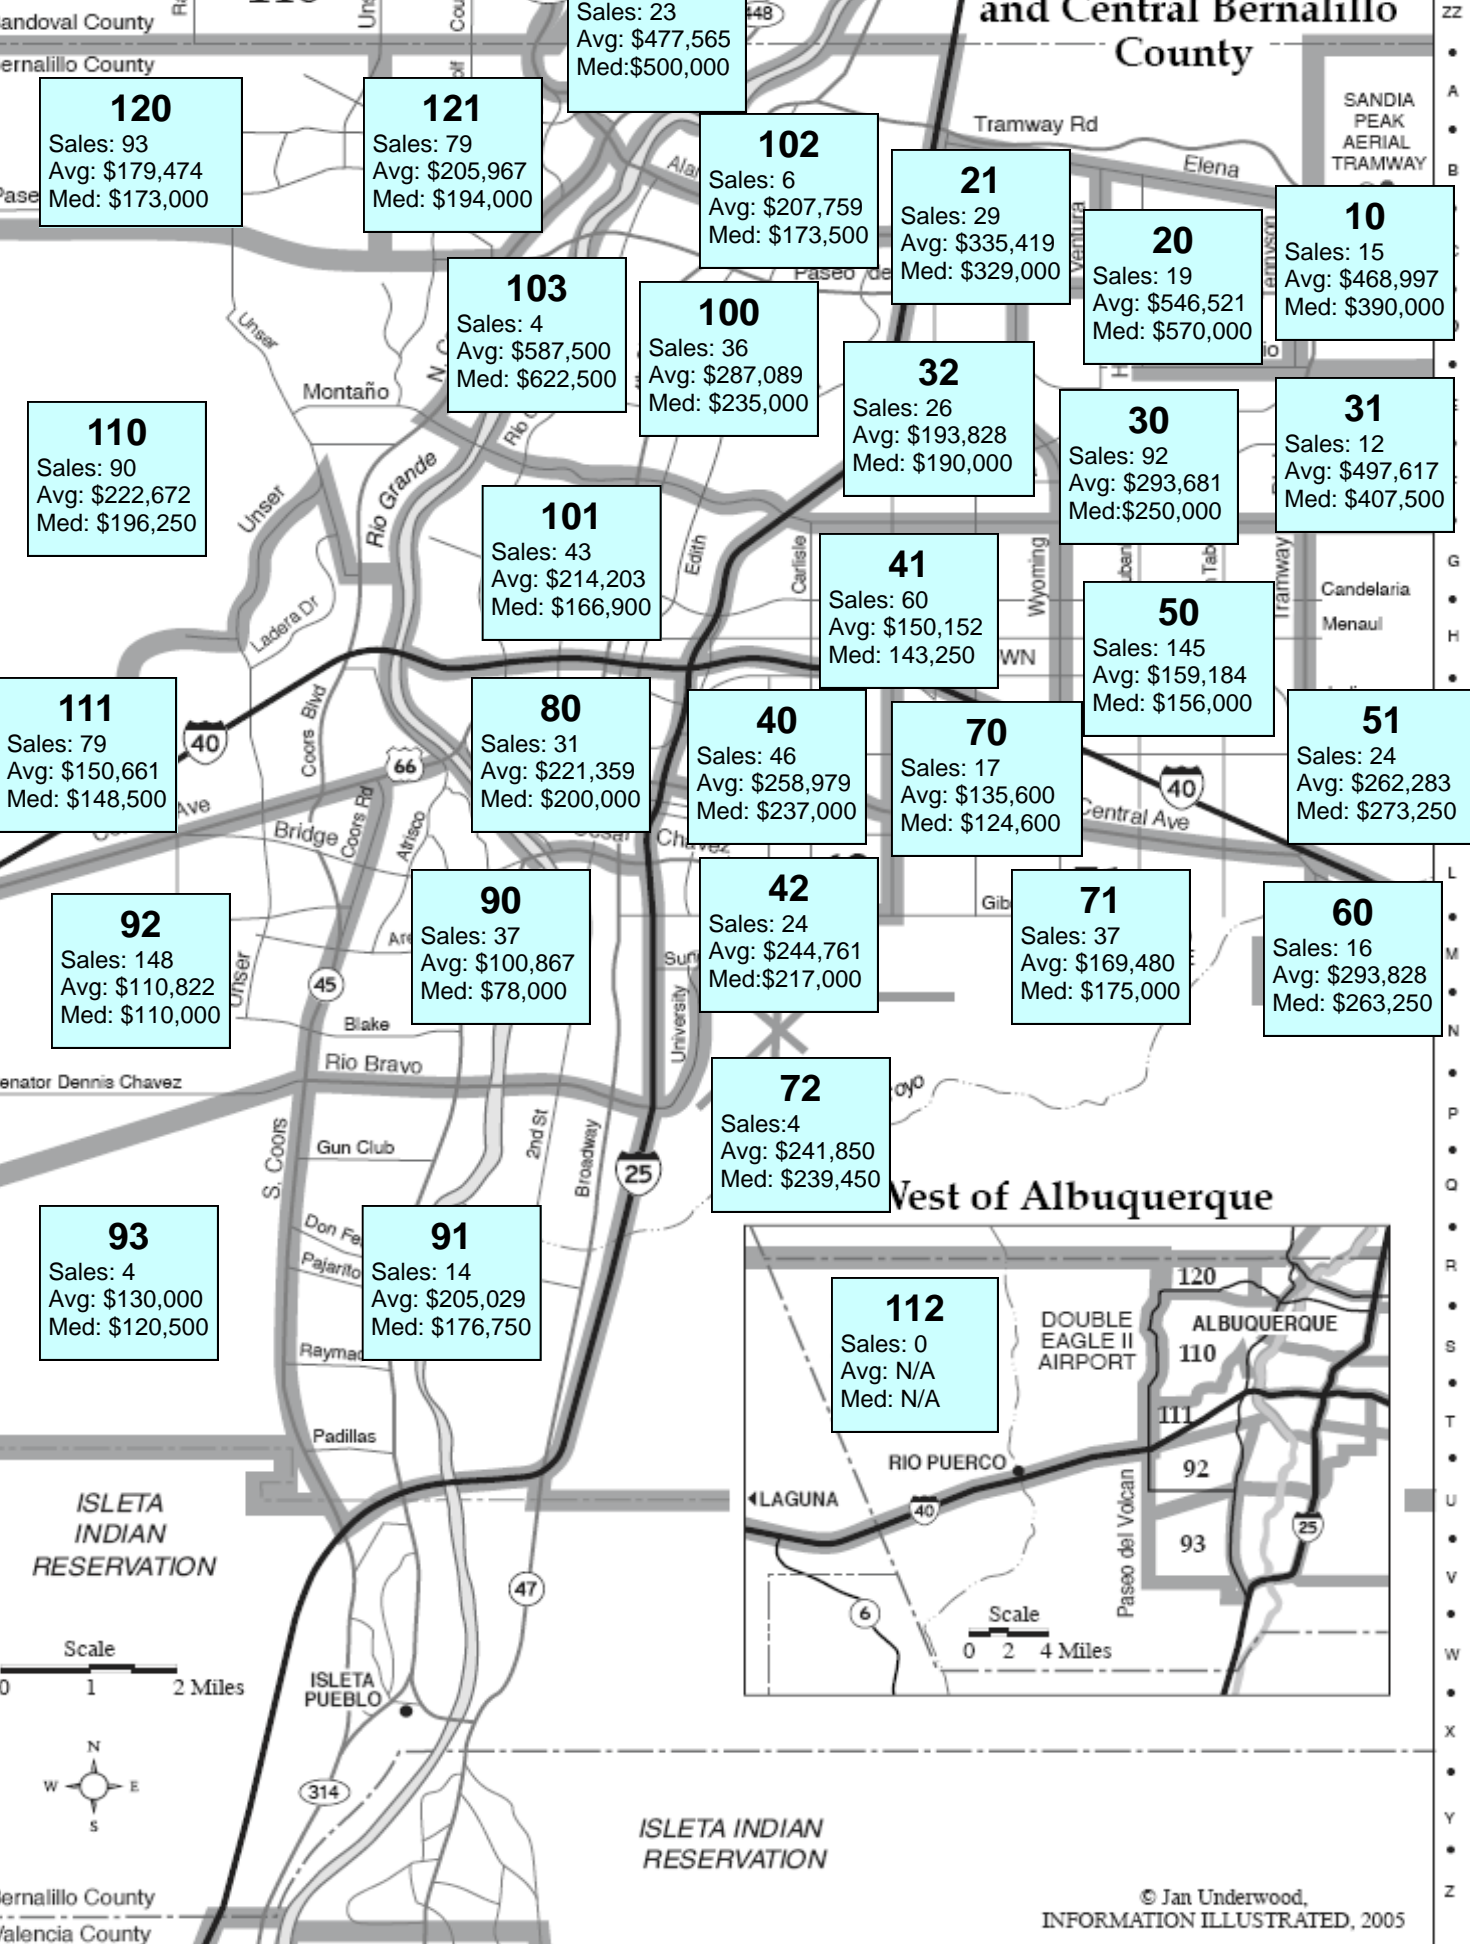 Sandoval County
Bernalillo County
Sales: 23
Avg: $477,565
Med:$500,000
448
and Central Bernalillo
County
ZZ
A
B
SANDIA
PEAK
AERIAL
TRAMWAY
Tramway Rd
Elena
120
Sales: 93
Avg: $179,474
Med: $173,000
121
Sales: 79
Avg: $205,967
Med: $194,000
102
Sales: 6
Avg: $207,759
Med: $173,500
21
Sales: 29
Avg: $335,419
Med: $329,000
20
Sales: 19
Avg: $546,521
Med: $570,000
10
Sales: 15
Avg: $468,997
Med: $390,000
Paseo de
103
Sales: 4
Avg: $587,500
Med: $622,500
100
Sales: 36
Avg: $287,089
Med: $235,000
32
Sales: 26
Avg: $193,828
Med: $190,000
30
Sales: 92
Avg: $293,681
Med:$250,000
31
Sales: 12
Avg: $497,617
Med: $407,500
Unser
Montaño
110
Sales: 90
Avg: $222,672
Med: $196,250
Unser
Rio Grande
101
Sales: 43
Avg: $214,203
Med: $166,900
Edith
Carlisle
41
Sales: 60
Avg: $150,152
Med: 143,250
Wyoming
50
Sales: 145
Avg: $159,184
Med: $156,000
Tramway
Candelaria
Menaul
G
H
Ladera Dr
WN
111
Sales: 79
Avg: $150,661
Med: $148,500
40
Coors Blvd
66
80
Sales: 31
Avg: $221,359
Med: $200,000
40
Sales: 46
Avg: $258,979
Med: $237,000
70
Sales: 17
Avg: $135,600
Med: $124,600
40
Central Ave
51
Sales: 24
Avg: $262,283
Med: $273,250
Ave
Bridge
Coors Rd
Atrisco
Chavez
L
92
Sales: 148
Avg: $110,822
Med: $110,000
Unser
45
90
Sales: 37
Avg: $100,867
Med: $78,000
42
Sales: 24
Avg: $244,761
Med:$217,000
Gib
71
Sales: 37
Avg: $169,480
Med: $175,000
60
Sales: 16
Avg: $293,828
Med: $263,250
M
N
Blake
University
Rio Bravo
Senator Dennis Chavez
72
Sales:4
Avg: $241,850
Med: $239,450
oyo
P
S. Coors
Gun Club
2nd St
Broadway
25
Q
West of Albuquerque
93
Sales: 4
Avg: $130,000
Med: $120,500
Don Fe
Pajarito
91
Sales: 14
Avg: $205,029
Med: $176,750
Raymac
Padillas
R
S
T
U
V
W
X
Y
Z
112
Sales: 0
Avg: N/A
Med: N/A
DOUBLE
EAGLE II
AIRPORT
120
ALBUQUERQUE
110
111
RIO PUERCO
LAGUNA
40
92
93
25
Paseo del Volcan
6
Scale
0 2 4 Miles
ISLETA
INDIAN
RESERVATION
47
Scale
0 1 2 Miles
ISLETA
PUEBLO
N
W E
S
314
ISLETA INDIAN
RESERVATION
Bernalillo County
Valencia County
© Jan Underwood,
INFORMATION ILLUSTRATED, 2005